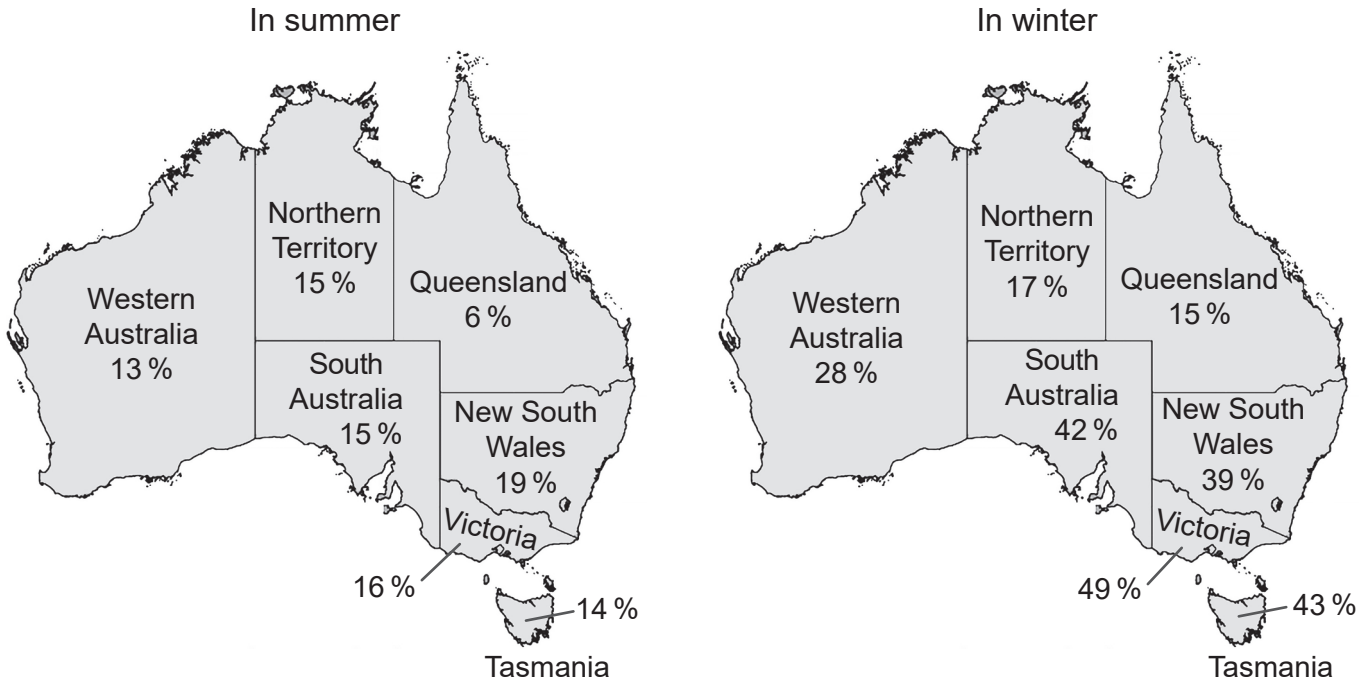 In summer
Northern
Territory
15 %
Queensland
6 %
Western
Australia
13 %
South
Australia
15 %
New South
Wales
19 %
Victoria
16 %
14 %
Tasmania
In winter
Northern
Territory
17 %
Queensland
15 %
Western
Australia
28 %
South
Australia
42 %
New South
Wales
39 %
Victoria
49 %
43 %
Tasmania